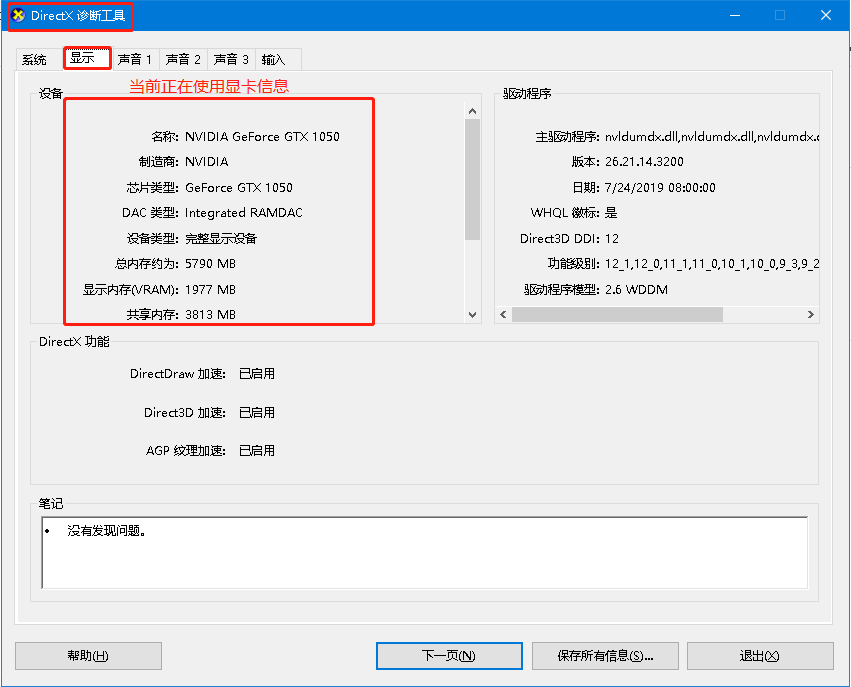 DirectX 诊断工具
系统 显示 声音 1 声音 2 声音 3 输入
当前正在使用显卡信息
设备
名称: NVIDIA GeForce GTX 1050
制造商: NVIDIA
芯片类型: GeForce GTX 1050
DAC 类型: Integrated RAMDAC
设备类型: 完整显示设备
总内存约为: 5790 MB
显示内存(VRAM): 1977 MB
共享内存: 3813 MB
驱动程序
主驱动程序: nvldumdx.dll,nvldumdx.dll,nvldumdx.d
版本: 26.21.14.3200
日期: 7/24/2019 08:00:00
WHQL 徽标: 是
Direct3D DDI: 12
功能级别: 12_1,12_0,11_1,11_0,10_1,10_0,9_3,9_2
驱动程序模型: 2.6 WDDM
DirectX 功能
DirectDraw 加速: 已启用
Direct3D 加速: 已启用
AGP 纹理加速: 已启用
笔记
• 没有发现问题。
帮助(H) 下一页(N) 保存所有信息(S)... 退出(X)